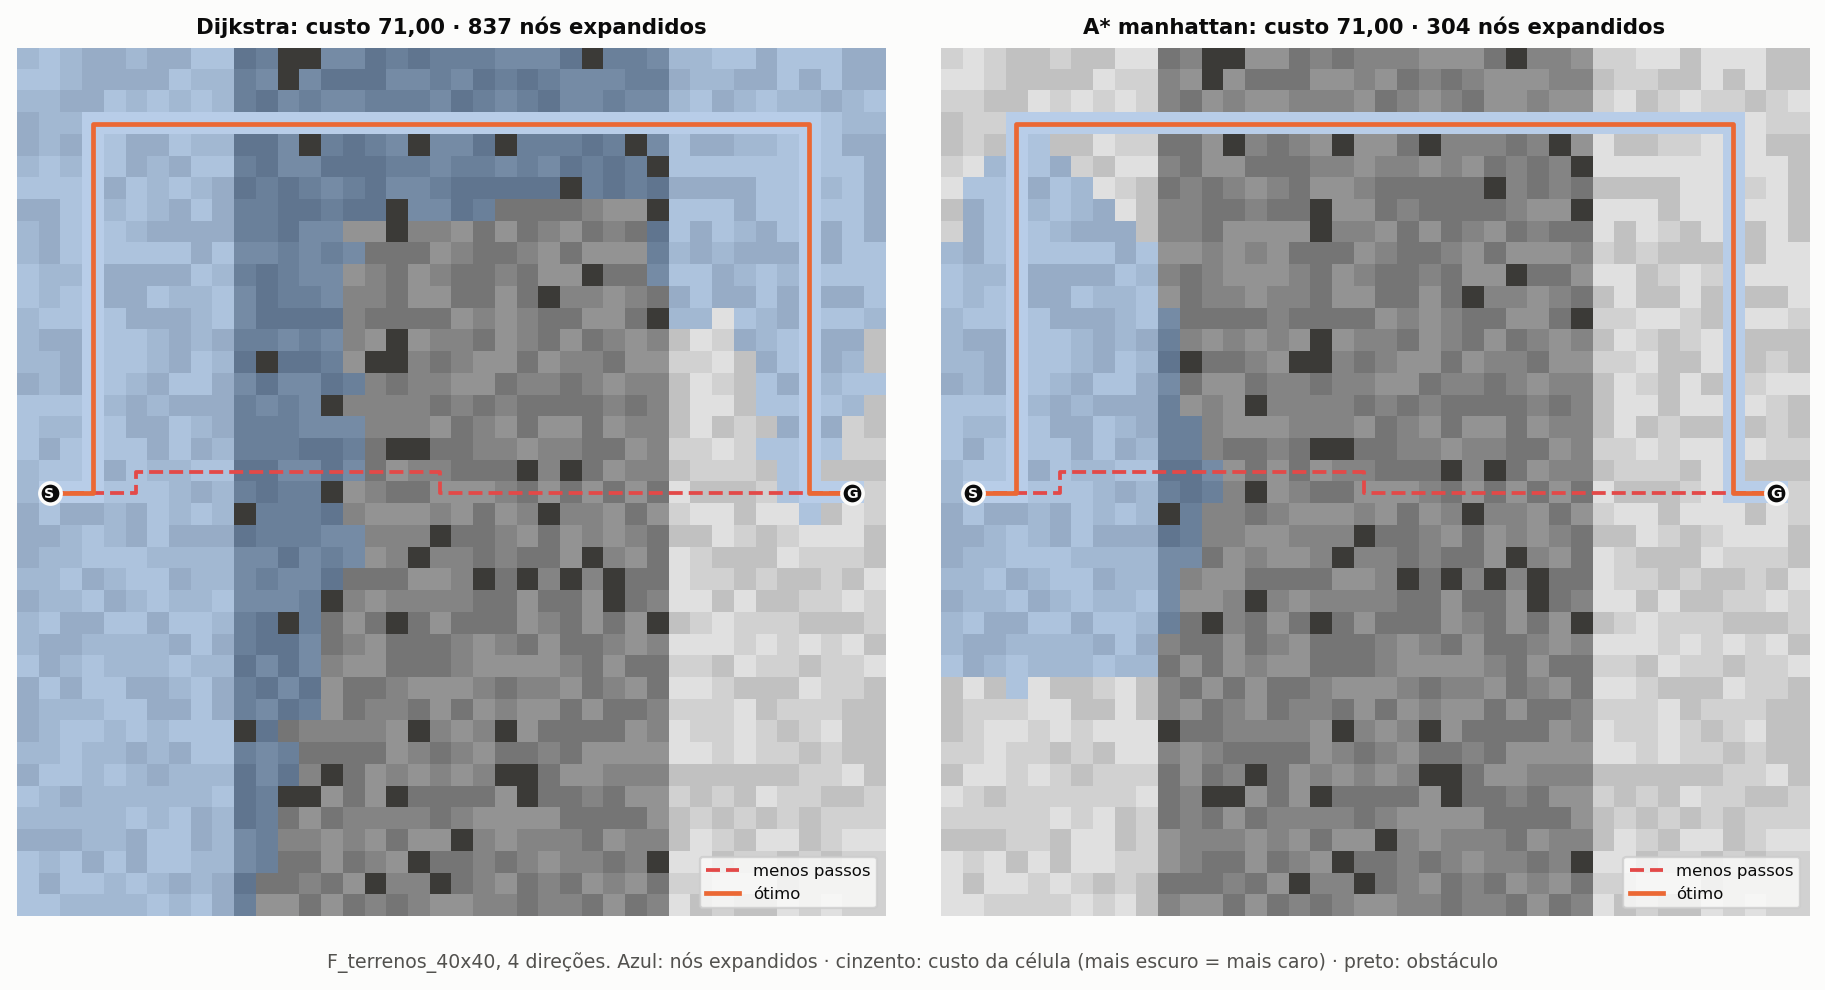 Dijkstra: custo 71,00 · 837 nós expandidos
S
G
menos passos
ótimo
A* manhattan: custo 71,00 · 304 nós expandidos
S
G
menos passos
ótimo
F_terrenos_40x40, 4 direções. Azul: nós expandidos · cinzento: custo da célula (mais escuro = mais caro) · preto: obstáculo